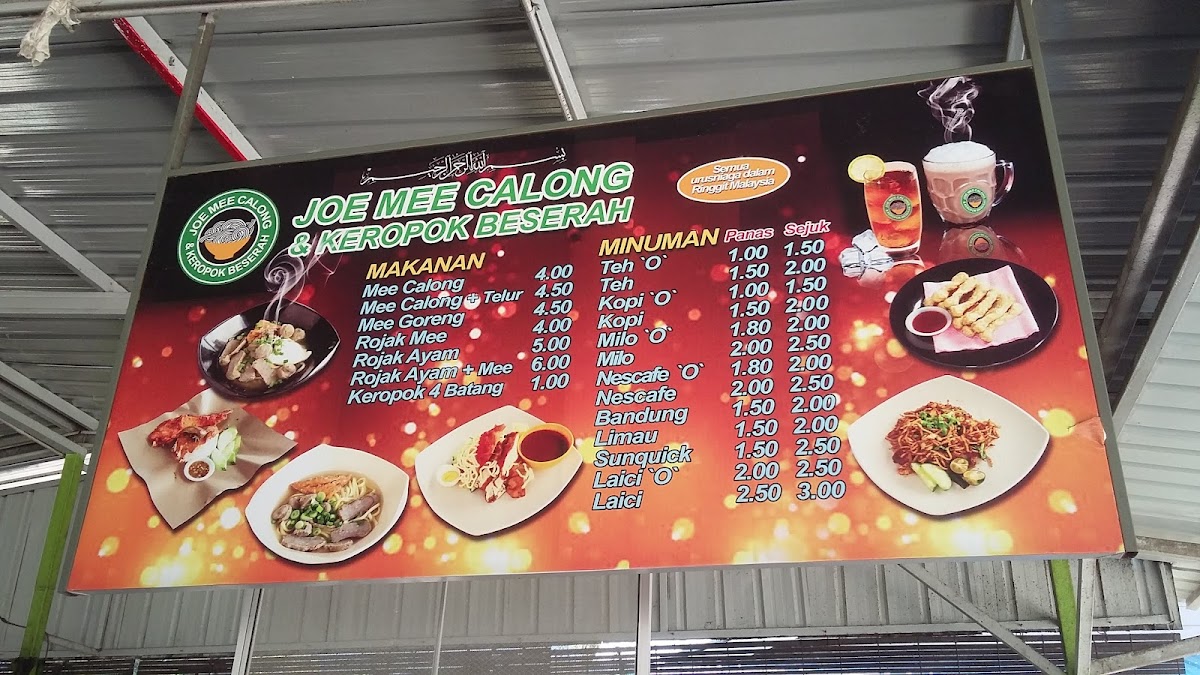 بسم الله الرحمن الرحيم
JOE MEE CALONG
& KEROPOK BESERAH
JOE MEE CALONG
& KEROPOK BESERAH
Semua
urusniaga dalam
Ringgit Malaysia
MAKANAN
Mee Calong 4.00
Mee Calong + Telur 4.50
Mee Goreng 4.50
Rojak Mee 4.00
Rojak Ayam 5.00
Rojak Ayam + Mee 6.00
Keropok 4 Batang 1.00
MINUMAN Panas Sejuk
Teh `O` 1.00 1.50
Teh 1.50 2.00
Kopi `O` 1.00 1.50
Kopi 1.50 2.00
Milo `O` 1.80 2.00
Milo 2.00 2.50
Nescafe `O` 1.80 2.00
Nescafe 2.00 2.50
Bandung 1.50 2.00
Limau 1.50 2.00
Sunquick 1.50 2.50
Laici `O` 2.00 2.50
Laici 2.50 3.00